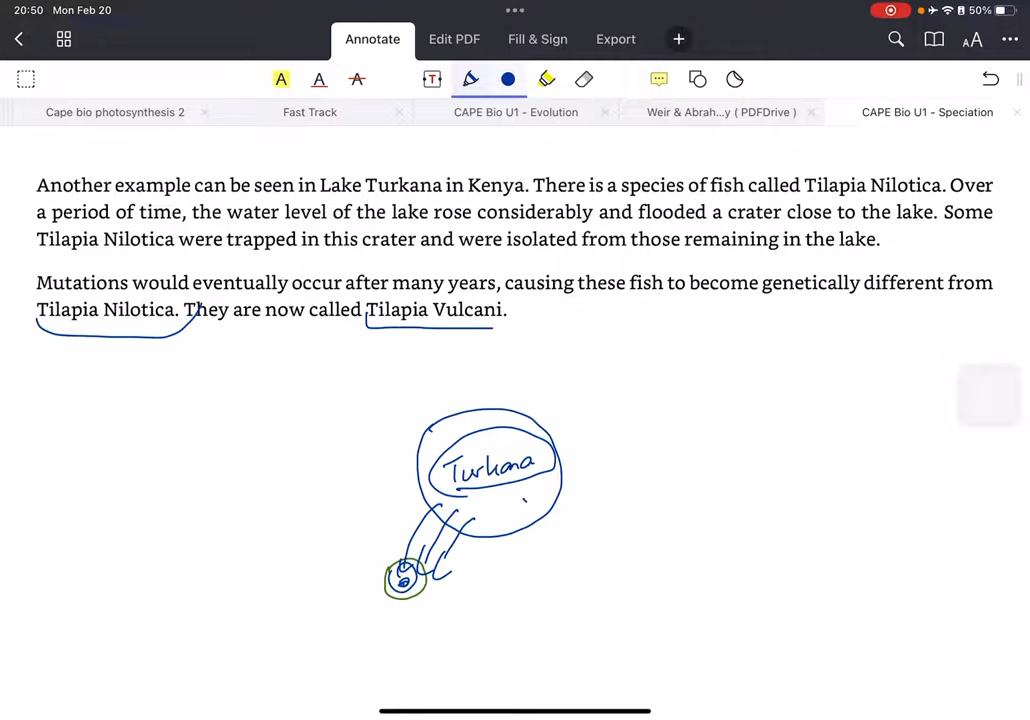 20:50 Mon Feb 20
50%
Annotate Edit PDF Fill & Sign Export
A A
A A T
Cape bio photosynthesis 2 × Fast Track × CAPE Bio U1 - Evolution × Weir & Abrah...y ( PDFDrive ) × CAPE Bio U1 - Speciation ×
Another example can be seen in Lake Turkana in Kenya. There is a species of fish called Tilapia Nilotica. Over
a period of time, the water level of the lake rose considerably and flooded a crater close to the lake. Some
Tilapia Nilotica were trapped in this crater and were isolated from those remaining in the lake.
Mutations would eventually occur after many years, causing these fish to become genetically different from
Tilapia Nilotica. They are now called Tilapia Vulcani.
Turkana